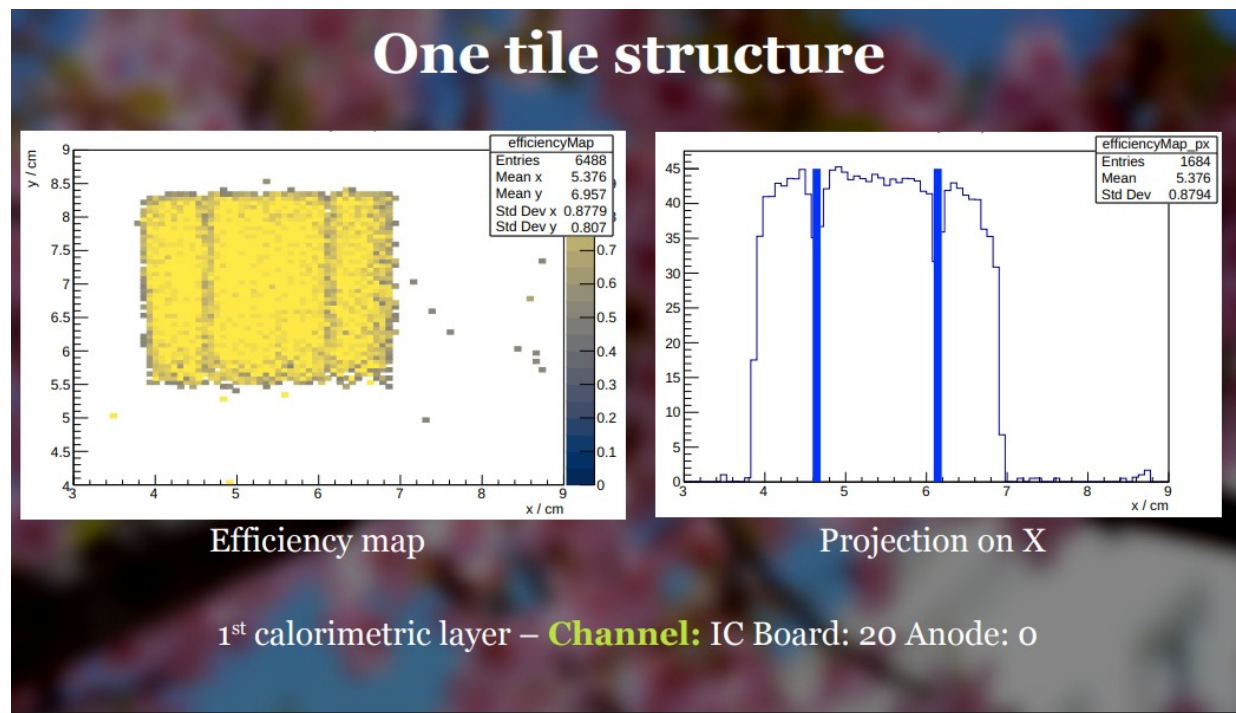 One tile structure
efficiencyMap
Entries 6488
Mean x 5.376
Mean y 6.957
Std Dev x 0.8779
Std Dev y 0.807
y / cm
9
8.5
8
7.5
7
6.5
6
5.5
5
4.5
4
3 4 5 6 7 8 9
x / cm
0.7
0.6
0.5
0.4
0.3
0.2
0.1
0
efficiencyMap_px
Entries 1684
Mean 5.376
Std Dev 0.8794
45
40
35
30
25
20
15
10
5
0
3 4 5 6 7 8 9
x / cm
Efficiency map
Projection on X
1st calorimetric layer – Channel: IC Board: 20 Anode: 0